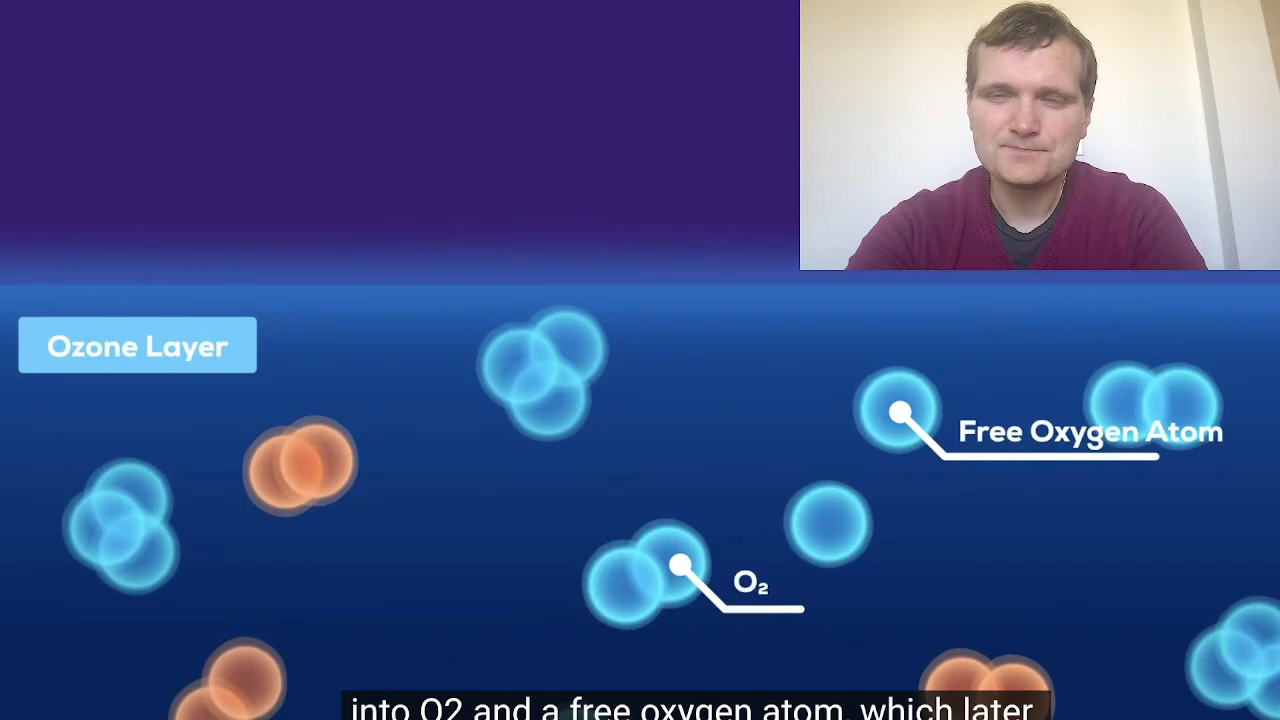 Ozone Layer
Free Oxygen Atom
O₂
into O2 and a free oxygen atom, which later